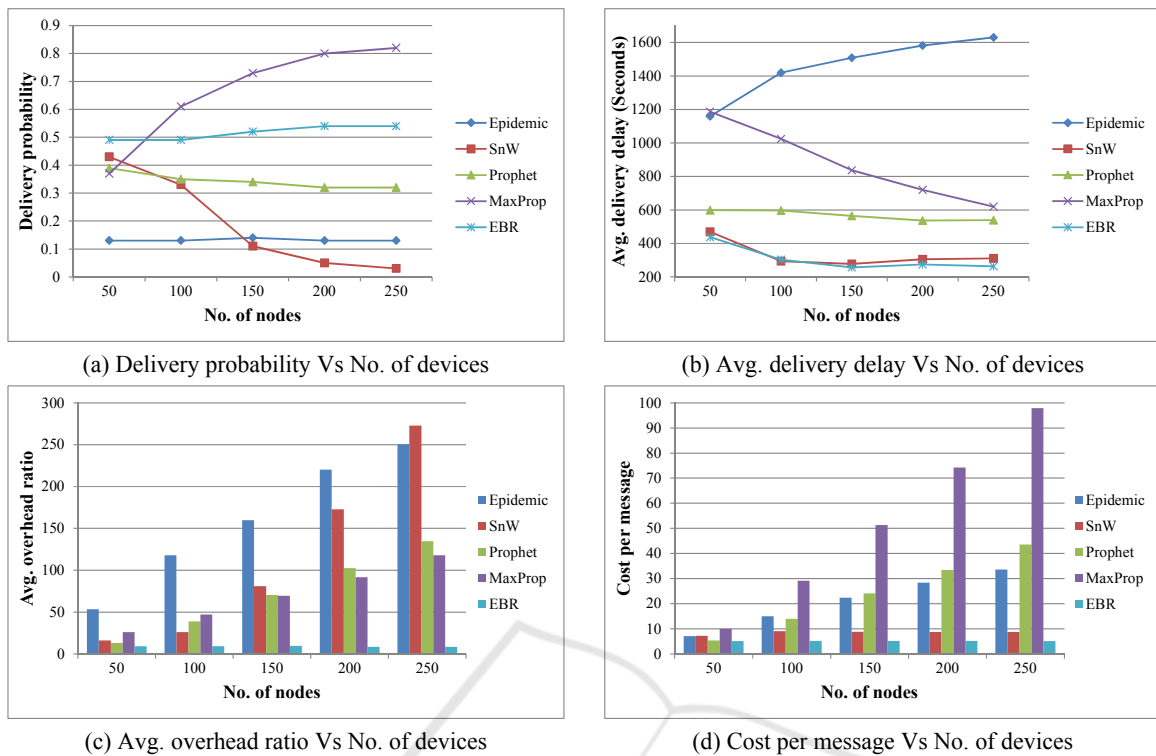 0.9
0.8
0.7
0.6
0.5
0.4
0.3
0.2
0.1
0
Delivery probability
50 100 150 200 250
No. of nodes
Epidemic
SnW
Prophet
MaxProp
EBR
(a) Delivery probability Vs No. of devices
1600
1400
1200
1000
800
600
400
200
Avg. delivery delay (Seconds)
50 100 150 200 250
No. of nodes
Epidemic
SnW
Prophet
MaxProp
EBR
(b) Avg. delivery delay Vs No. of devices
300
250
200
150
100
50
0
Avg. overhead ratio
50 100 150 200 250
No. of nodes
Epidemic
SnW
Prophet
MaxProp
EBR
(c) Avg. overhead ratio Vs No. of devices
100
90
80
70
60
50
40
30
20
10
0
Cost per message
50 100 150 200 250
No. of nodes
Epidemic
SnW
Prophet
MaxProp
EBR
(d) Cost per message Vs No. of devices